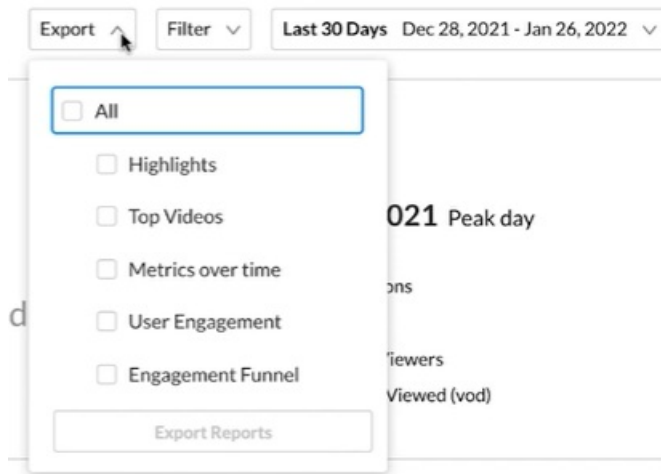 Export Filter Last 30 Days Dec 28, 2021 - Jan 26, 2022
All
Highlights
Top Videos
021 Peak day
Metrics over time
ons
d
User Engagement
iewers
Engagement Funnel
Viewed (vod)
Export Reports